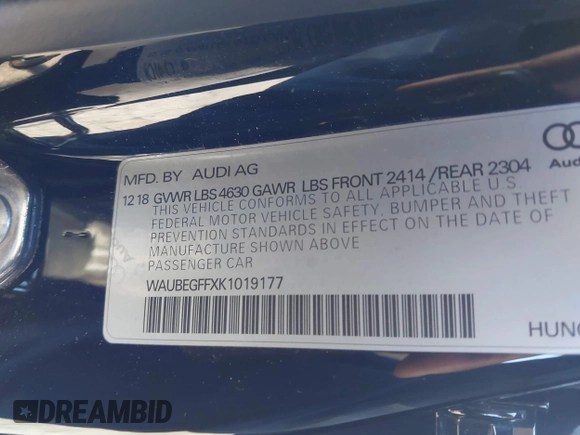 MFD. BY AUDI AG
12 18 GVWR LBS 4630 GAWR LBS FRONT 2414 /REAR 2304
THIS VEHICLE CONFORMS TO ALL APPLICABLE U.S.
FEDERAL MOTOR VEHICLE SAFETY, BUMPER AND THEFT
PREVENTION STANDARDS IN EFFECT ON THE DATE OF
MANUFACTURE SHOWN ABOVE
PASSENGER CAR
WAUBEGFFXK1019177
Aud
HUNG
DREAMBID